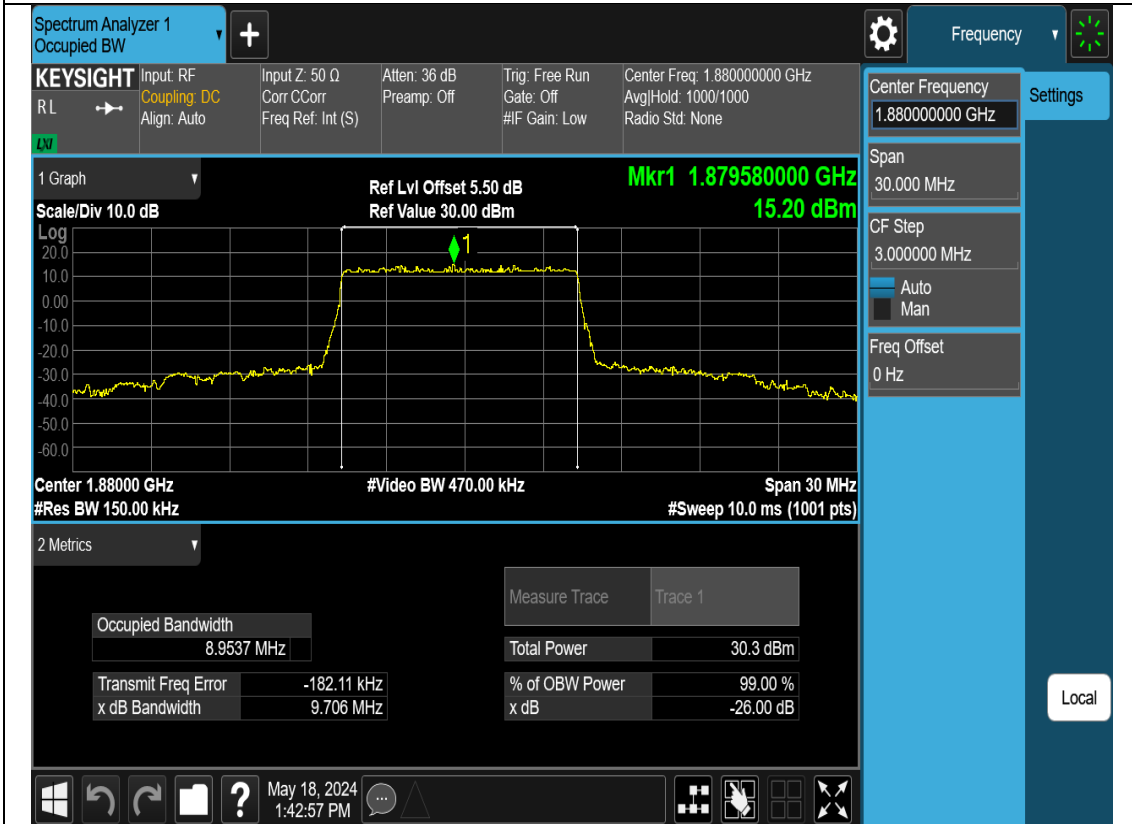 Spectrum Analyzer 1
Occupied BW
+
Frequency
KEYSIGHT
RL
LXI
Input: RF
Coupling: DC
Align: Auto
Input Z: 50 Ω
Corr CCorr
Freq Ref: Int (S)
Atten: 36 dB
Preamp: Off
Trig: Free Run
Gate: Off
#IF Gain: Low
Center Freq: 1.880000000 GHz
Avg|Hold: 1000/1000
Radio Std: None
Center Frequency
1.880000000 GHz
Settings
Span
30.000 MHz
CF Step
3.000000 MHz
Auto
Man
Freq Offset
0 Hz
Local
1 Graph
Scale/Div 10.0 dB
Ref Lvl Offset 5.50 dB
Ref Value 30.00 dBm
Mkr1 1.879580000 GHz
15.20 dBm
Log
1
20.0
10.0
0.00
-10.0
-20.0
-30.0
-40.0
-50.0
-60.0
Center 1.88000 GHz
#Video BW 470.00 kHz
Span 30 MHz
#Res BW 150.00 kHz
#Sweep 10.0 ms (1001 pts)
2 Metrics
Measure Trace Trace 1
Occupied Bandwidth
8.9537 MHz
Total Power 30.3 dBm
Transmit Freq Error -182.11 kHz
% of OBW Power 99.00 %
x dB Bandwidth 9.706 MHz
x dB -26.00 dB
?
May 18, 2024
1:42:57 PM